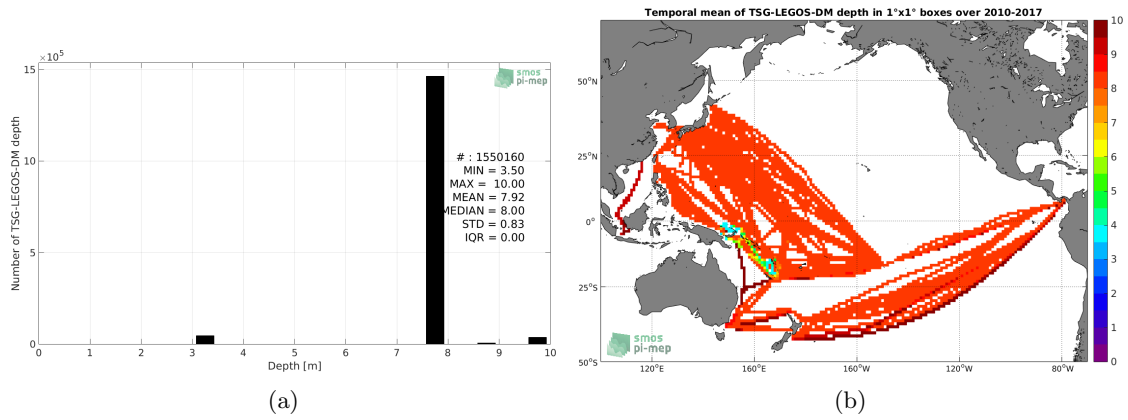 ×10⁵
15
10
5
0
Number of TSG-LEGOS-DM depth
smos
pi-mep
# : 1550160
MIN = 3.50
MAX = 10.00
MEAN = 7.92
MEDIAN = 8.00
STD = 0.83
IQR = 0.00
0 1 2 3 4 5 6 7 8 9 10
Depth [m]
(a)
Temporal mean of TSG-LEGOS-DM depth in 1°x1° boxes over 2010-2017
50°N
25°N
0°
25°S
50°S
120°E
160°E
160°W
120°W
80°W
smos
pi-mep
10
9
8
7
6
5
4
3
2
1
0
(b)